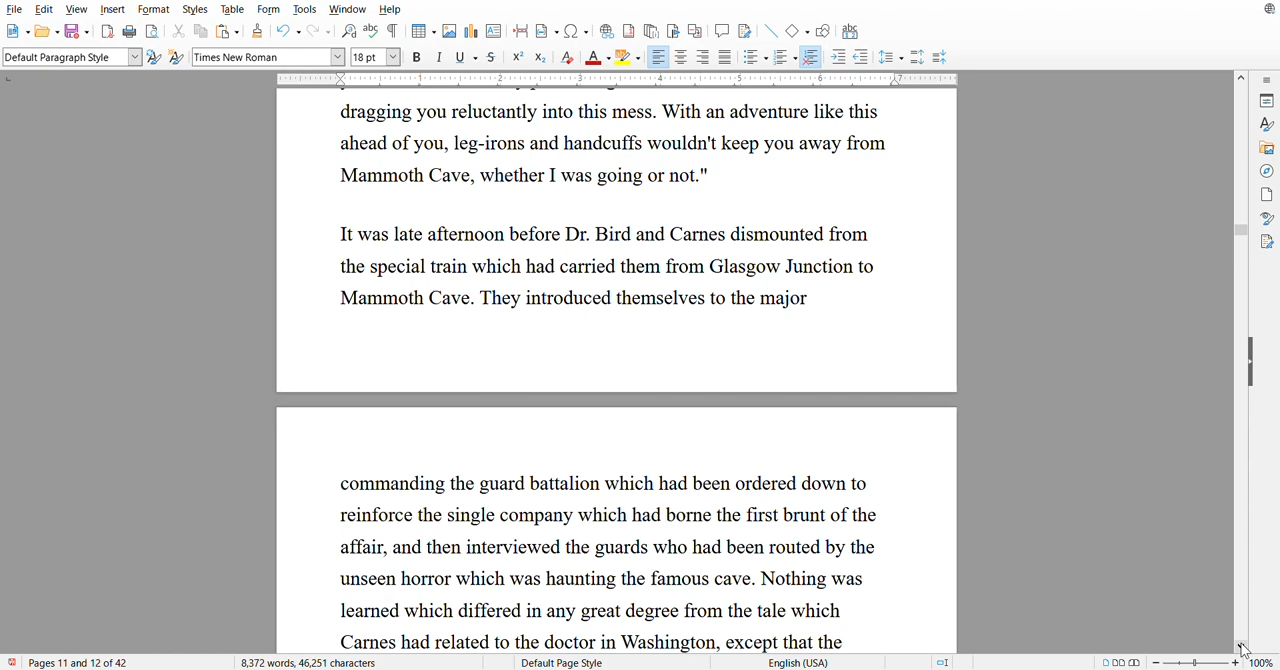 File Edit View Insert Format Styles Table Form Tools Window Help
Default Paragraph Style Times New Roman 18 pt
dragging you reluctantly into this mess. With an adventure like this
ahead of you, leg-irons and handcuffs wouldn't keep you away from
Mammoth Cave, whether I was going or not."
It was late afternoon before Dr. Bird and Carnes dismounted from
the special train which had carried them from Glasgow Junction to
Mammoth Cave. They introduced themselves to the major
commanding the guard battalion which had been ordered down to
reinforce the single company which had borne the first brunt of the
affair, and then interviewed the guards who had been routed by the
unseen horror which was haunting the famous cave. Nothing was
learned which differed in any great degree from the tale which
Carnes had related to the doctor in Washington, except that the
Pages 11 and 12 of 42 8,372 words, 46,251 characters Default Page Style English (USA) 100%